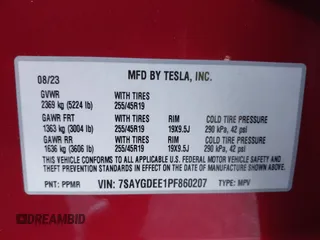 08/23 MFD BY TESLA, INC.
GVWR WITH TIRES
2369 kg (5224 lb) 255/45R19
GAWR FRT WITH TIRES RIM COLD TIRE PRESSURE
1363 kg (3004 lb) 255/45R19 19X9.5J 290 kPa, 42 psi
GAWR RR WITH TIRES RIM COLD TIRE PRESSURE
1636 kg (3606 lb) 255/45R19 19X9.5J 290 kPa, 42 psi
THIS VEHICLE CONFORMS TO ALL APPLICABLE U.S. FEDERAL MOTOR VEHICLE SAFETY AND
THEFT PREVENTION STANDARDS IN EFFECT ON THE DATE OF MANUFACTURE SHOWN ABOVE.
PNT: PPMR VIN: 7SAYGDEE1PF860207 TYPE: MPV
DREAMBID